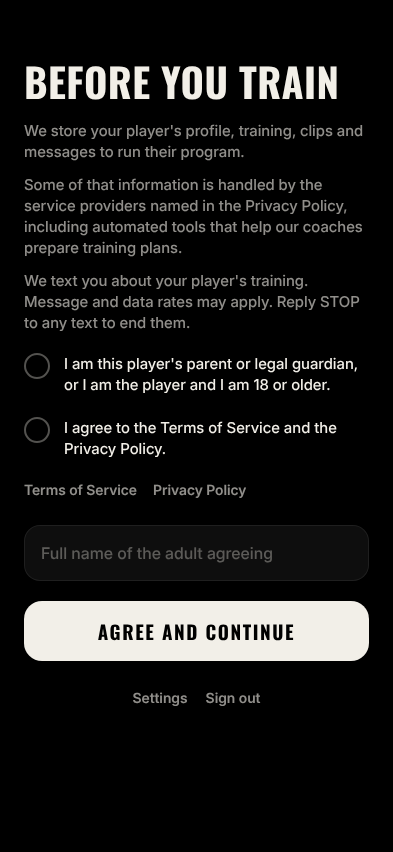 BEFORE YOU TRAIN
We store your player's profile, training, clips and
messages to run their program.
Some of that information is handled by the
service providers named in the Privacy Policy,
including automated tools that help our coaches
prepare training plans.
We text you about your player's training.
Message and data rates may apply. Reply STOP
to any text to end them.
I am this player's parent or legal guardian,
or I am the player and I am 18 or older.
I agree to the Terms of Service and the
Privacy Policy.
Terms of Service Privacy Policy
Full name of the adult agreeing
AGREE AND CONTINUE
Settings Sign out